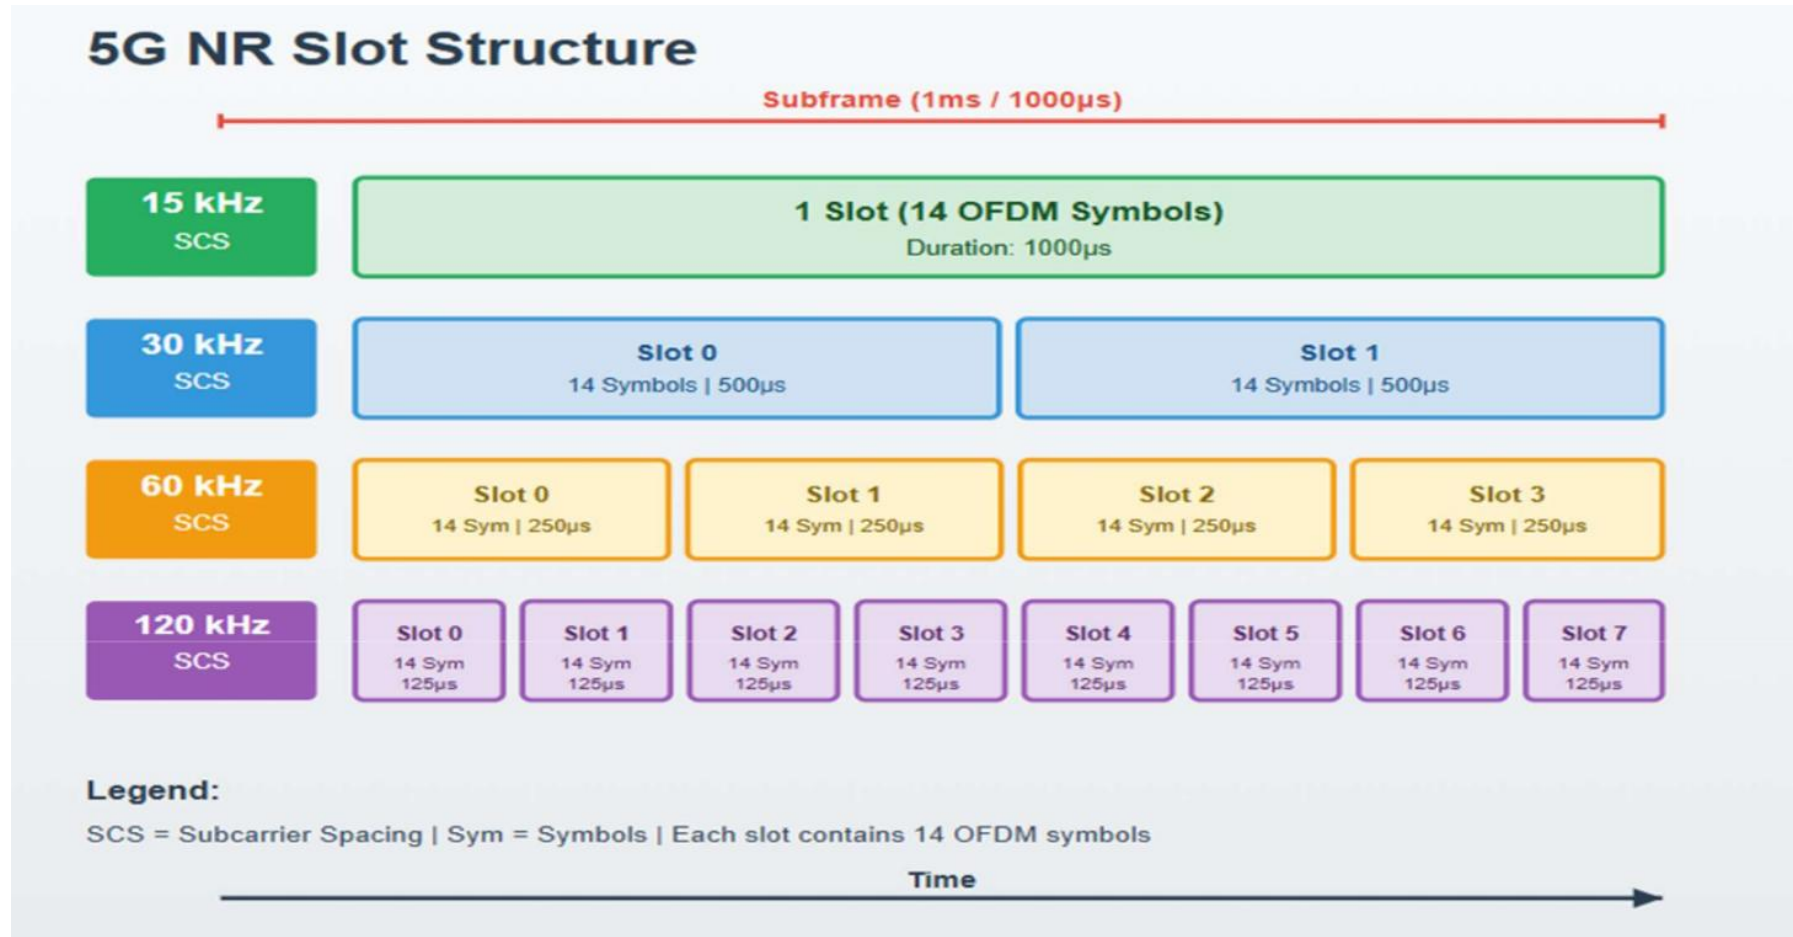 5G NR Slot Structure
Subframe (1ms / 1000µs)
15 kHz
SCS
1 Slot (14 OFDM Symbols)
Duration: 1000µs
30 kHz
SCS
Slot 0
14 Symbols | 500µs
Slot 1
14 Symbols | 500µs
60 kHz
SCS
Slot 0
14 Sym | 250µs
Slot 1
14 Sym | 250µs
Slot 2
14 Sym | 250µs
Slot 3
14 Sym | 250µs
120 kHz
SCS
Slot 0
14 Sym
125µs
Slot 1
14 Sym
125µs
Slot 2
14 Sym
125µs
Slot 3
14 Sym
125µs
Slot 4
14 Sym
125µs
Slot 5
14 Sym
125µs
Slot 6
14 Sym
125µs
Slot 7
14 Sym
125µs
Legend:
SCS = Subcarrier Spacing | Sym = Symbols | Each slot contains 14 OFDM symbols
Time